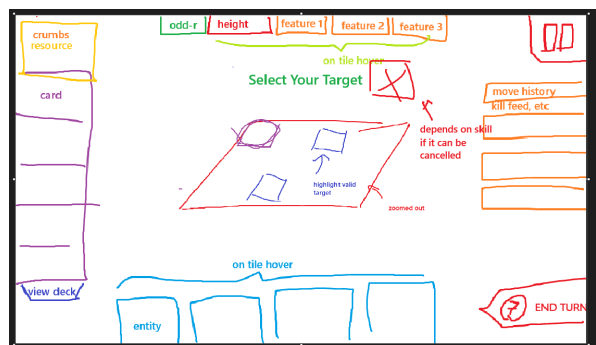 odd-r
height
feature 1
feature 2
feature 3
crumbs
resource
on tile hover
Select Your Target
X
card
move history
kill feed, etc
depends on skill
if it can be
cancelled
highlight valid
target
zoomed out
on tile hover
view deck
entity
7
END TURN